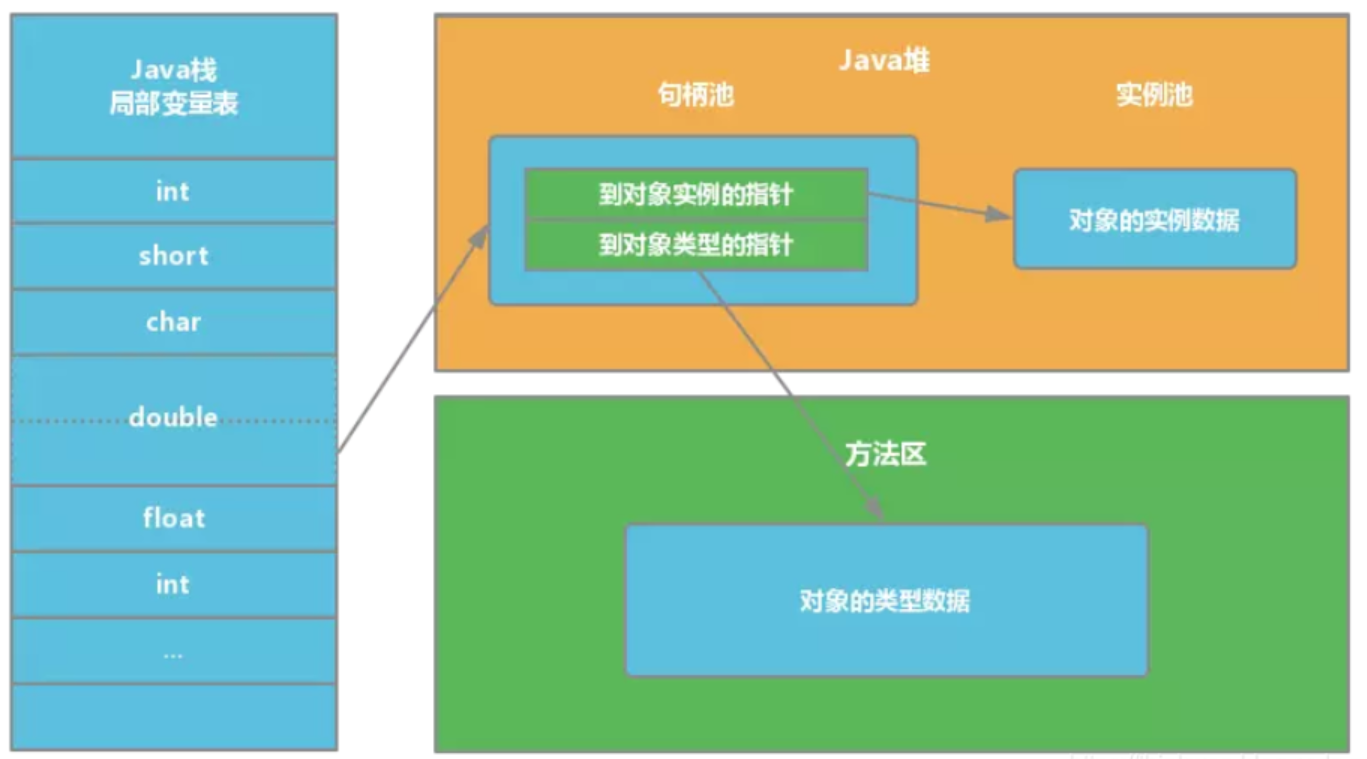 Java栈
局部变量表
int
short
char
double
float
int
...
Java堆
句柄池
实例池
到对象实例的指针
到对象类型的指针
对象的实例数据
方法区
对象的类型数据